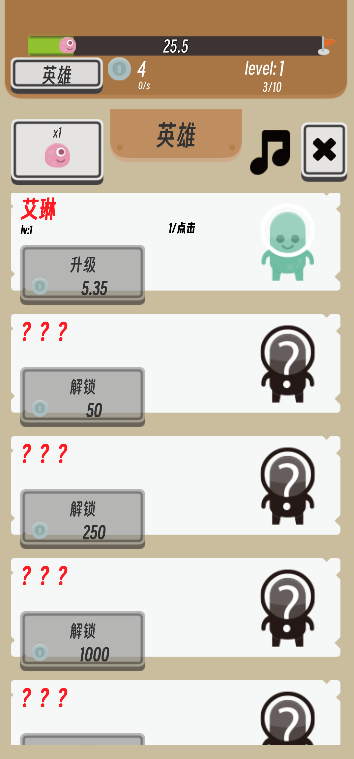 25.5
英雄
4
0/s
level:1
3/10
x1
英雄
艾琳
lv:1
1/点击
升级
5.35
???
解锁
50
???
解锁
250
???
解锁
1000
???